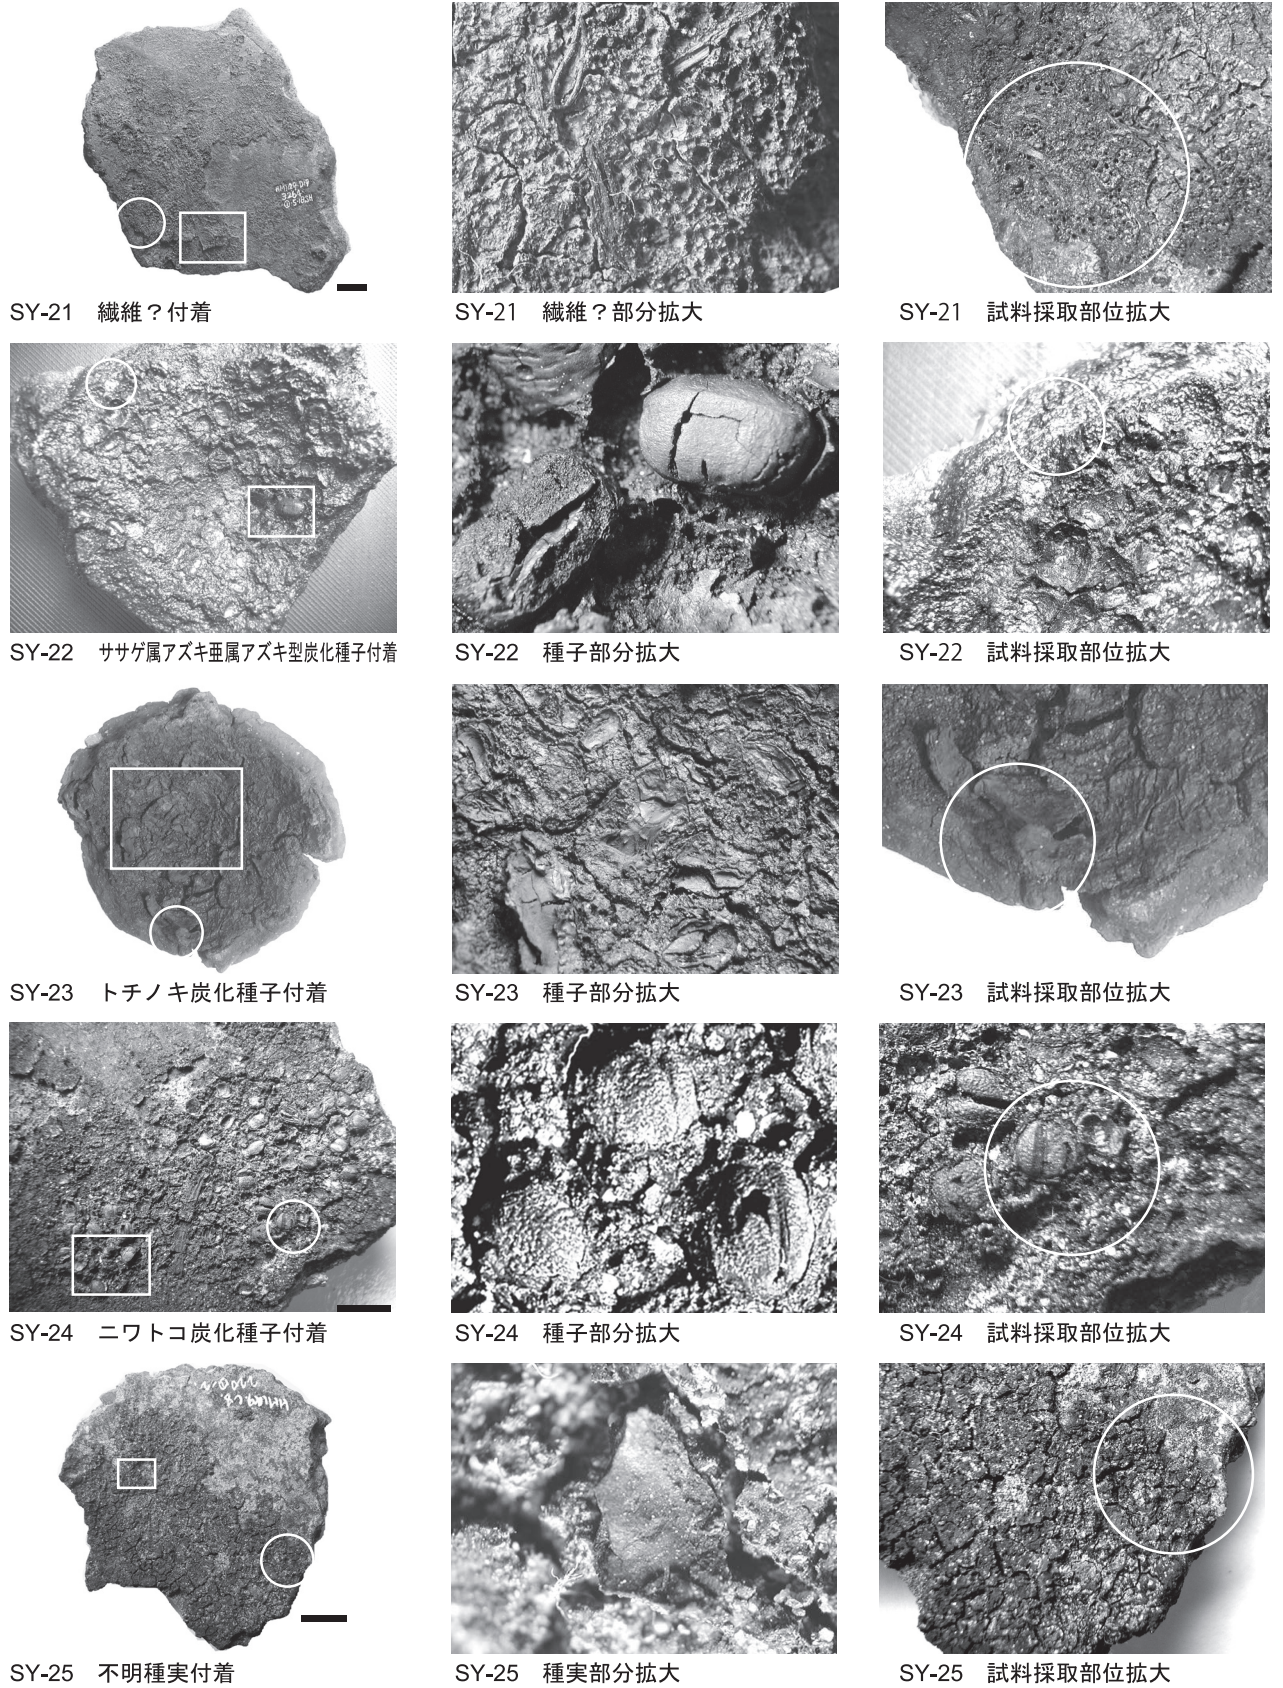 SY-21 繊維？付着
SY-21 繊維？部分拡大
SY-21 試料採取部位拡大
SY-22 ササゲ属アズキ亜属アズキ型炭化種子付着
SY-22 種子部分拡大
SY-22 試料採取部位拡大
SY-23 トチノキ炭化種子付着
SY-23 種子部分拡大
SY-23 試料採取部位拡大
SY-24 ニワトコ炭化種子付着
SY-24 種子部分拡大
SY-24 試料採取部位拡大
SY-25 不明種実付着
SY-25 種実部分拡大
SY-25 試料採取部位拡大